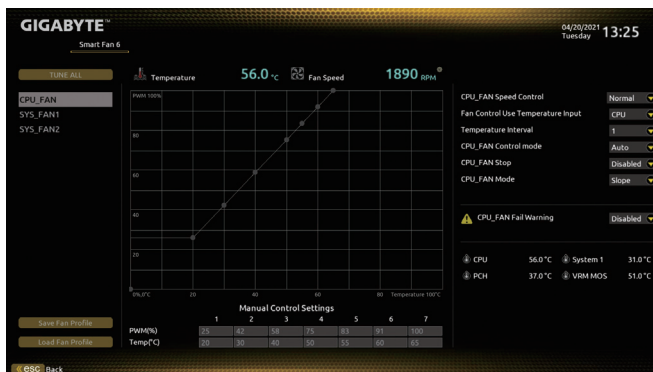 GIGABYTE™
04/20/2021 Tuesday 13:25
Smart Fan 6
TUNE ALL
Temperature 56.0 °C Fan Speed 1890 RPM
CPU_FAN
SYS_FAN1
SYS_FAN2
PWM 100%
80
60
40
20
0%,0°C 20 40 60 80 Temperature 100°C
CPU_FAN Speed Control Normal
Fan Control Use Temperature Input CPU
Temperature Interval 1
CPU_FAN Control mode Auto
CPU_FAN Stop Disabled
CPU_FAN Mode Slope
CPU_FAN Fail Warning Disabled
CPU 56.0°C System 1 31.0°C
PCH 37.0°C VRM MOS 51.0°C
Manual Control Settings
1 2 3 4 5 6 7
PWM(%) 25 42 58 75 83 91 100
Temp(°C) 20 30 40 50 55 60 65
Save Fan Profile
Load Fan Profile
esc Back